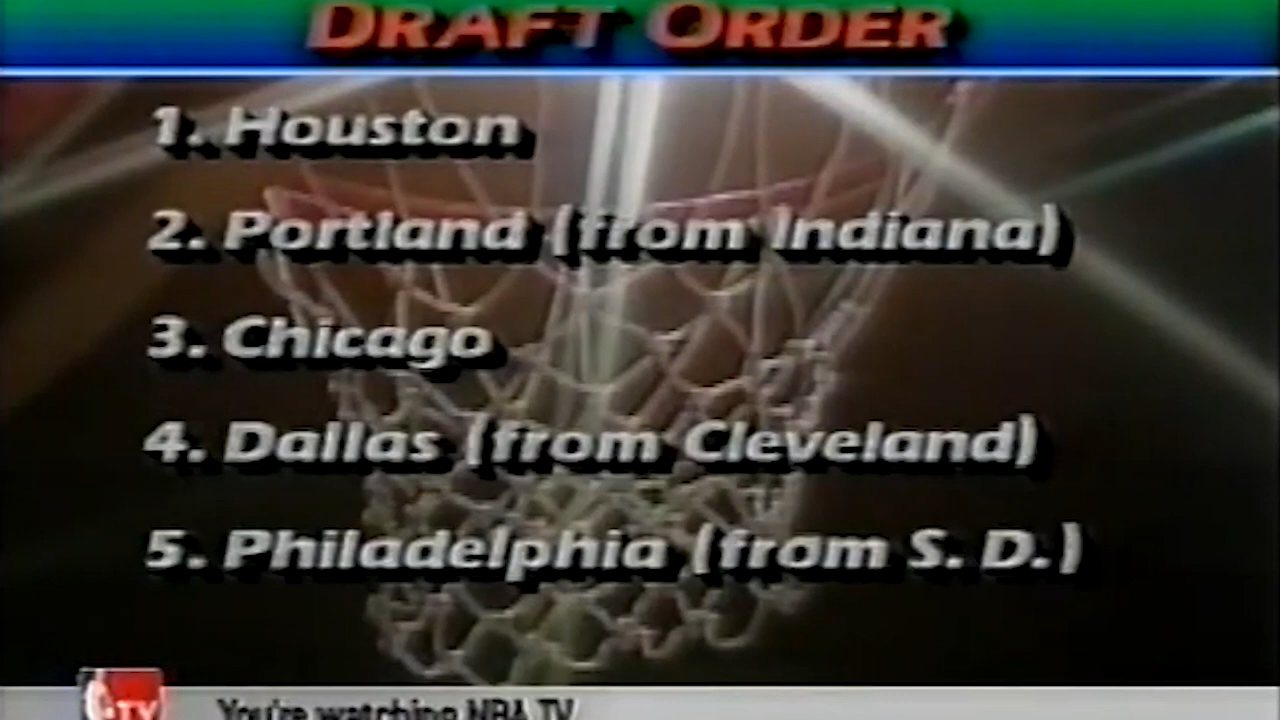 DRAFT ORDER
1. Houston
2. Portland (from Indiana)
3. Chicago
4. Dallas (from Cleveland)
5. Philadelphia (from S. D.)
TV
You're watching NBA TV